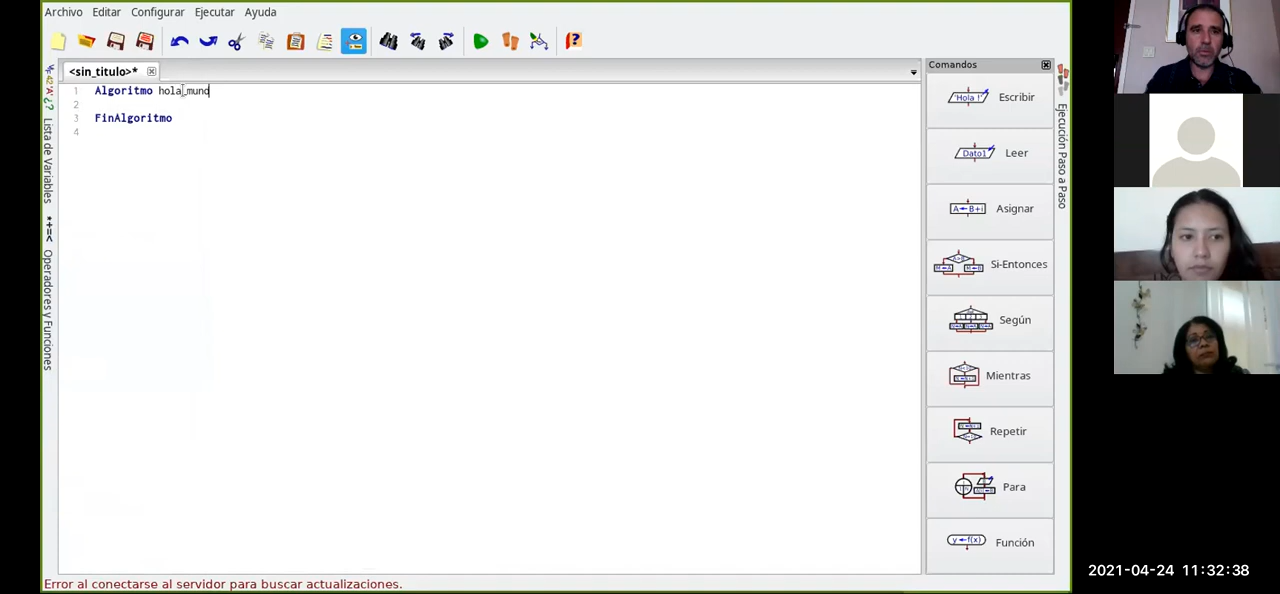 Archivo Editar Configurar Ejecutar Ayuda
<sin_titulo>*
1 Algoritmo hola_mund
2
3 FinAlgoritmo
4
Lista de Variables
*+=< Operadores y Funciones
Comandos
'Hola !' Escribir
Dato1 Leer
A←B+i Asignar
Si-Entonces
Según
Mientras
Repetir
Para
y←f(x) Función
Ejecución Paso a Paso
Error al conectarse al servidor para buscar actualizaciones.
2021-04-24 11:32:38